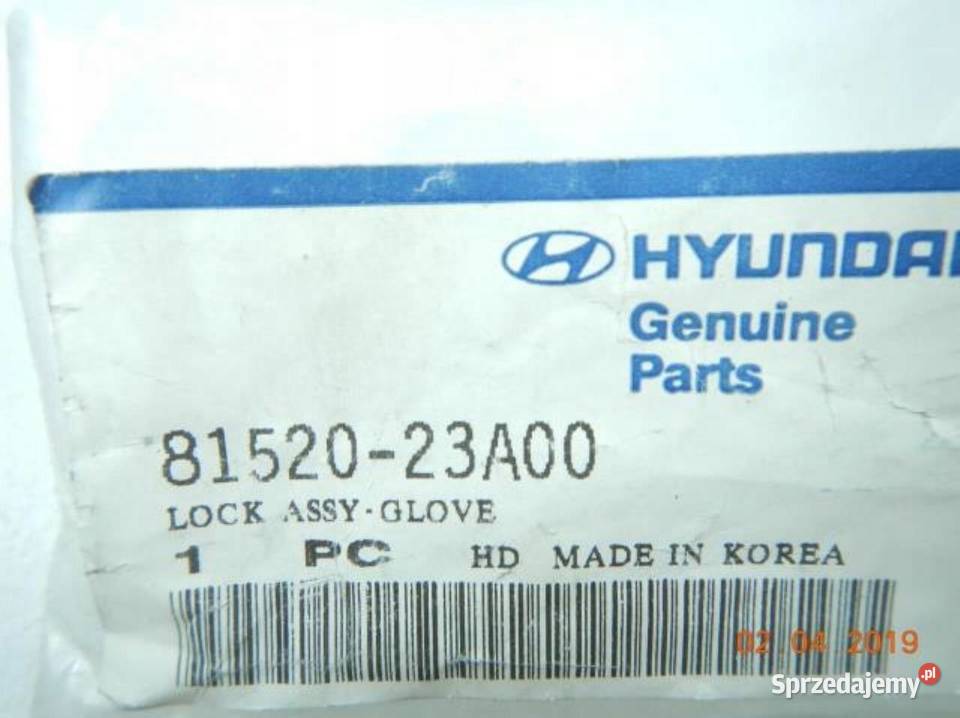 HYUNDAI
Genuine
Parts
81520-23A00
LOCK ASSY-GLOVE
1 PC HD MADE IN KOREA
02 04 2019
Sprzedajemy.pl